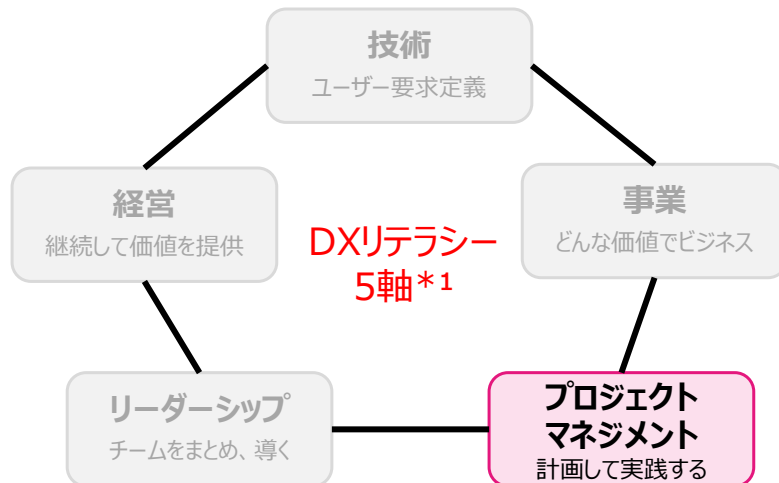 技術
ユーザー要求定義
経営
継続して価値を提供
事業
どんな価値でビジネス
DXリテラシー
5軸*1
リーダーシップ
チームをまとめ、導く
プロジェクト
マネジメント
計画して実践する